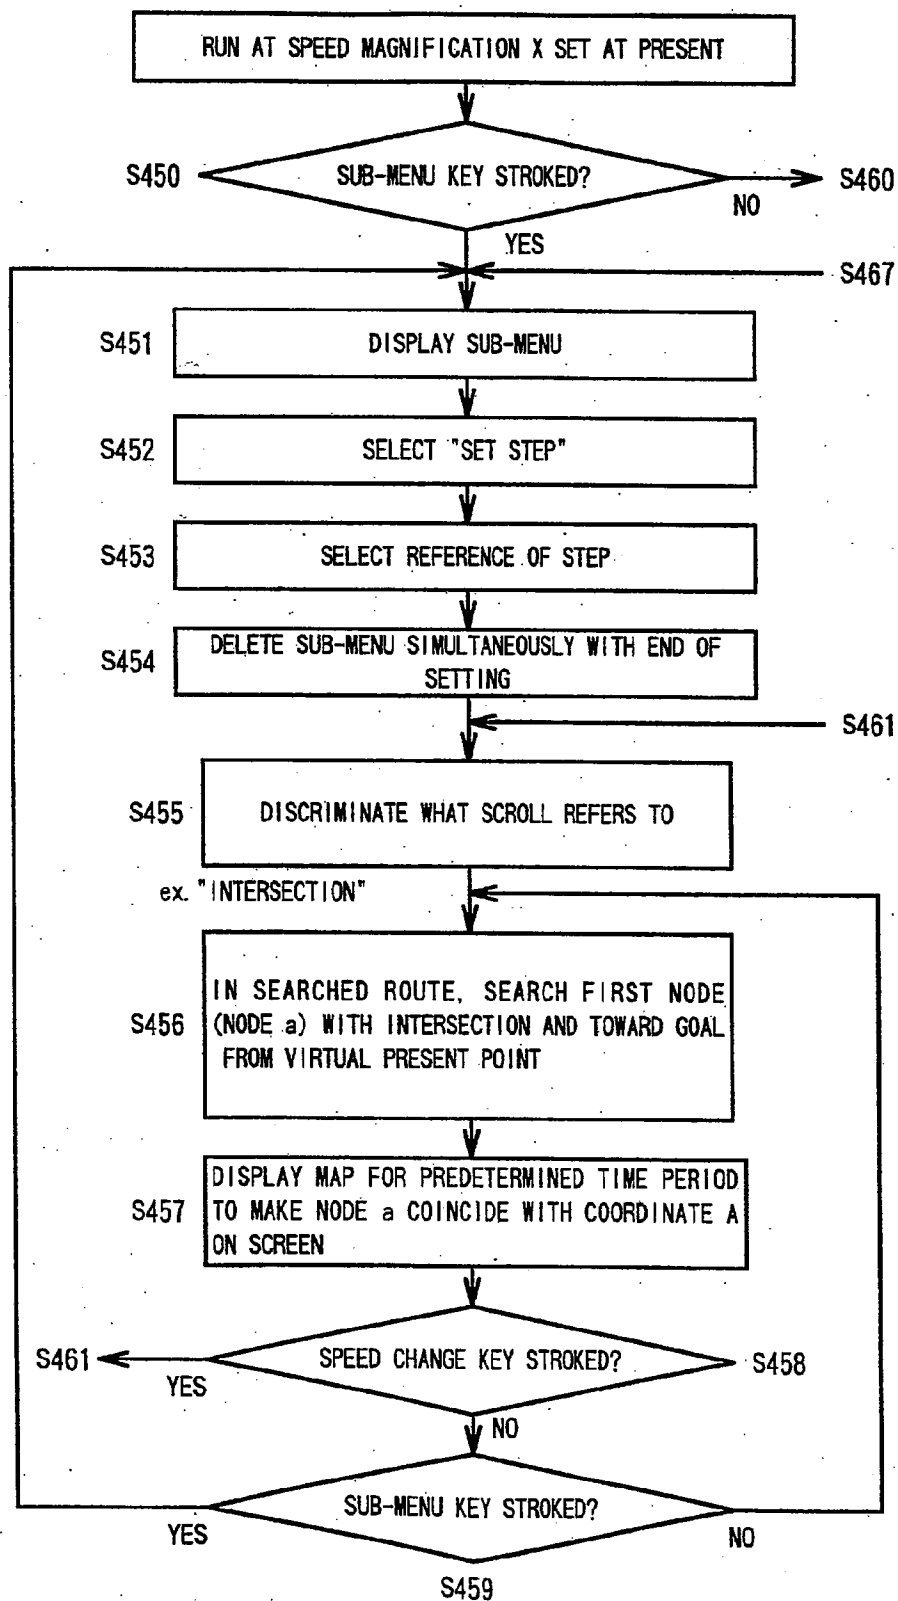 RUN AT SPEED MAGNIFICATION X SET AT PRESENT
S450
SUB-MENU KEY STROKED?
S460
NO
YES
S467
S451
DISPLAY SUB-MENU
S452
SELECT "SET STEP"
S453
SELECT REFERENCE OF STEP
S454
DELETE SUB-MENU SIMULTANEOUSLY WITH END OF
SETTING
S461
S455
DISCRIMINATE WHAT SCROLL REFERS TO
ex. "INTERSECTION"
S456
IN SEARCHED ROUTE, SEARCH FIRST NODE
(NODE a) WITH INTERSECTION AND TOWARD GOAL
FROM VIRTUAL PRESENT POINT
S457
DISPLAY MAP FOR PREDETERMINED TIME PERIOD
TO MAKE NODE a COINCIDE WITH COORDINATE A
ON SCREEN
S461
SPEED CHANGE KEY STROKED?
S458
YES
NO
SUB-MENU KEY STROKED?
YES
NO
S459